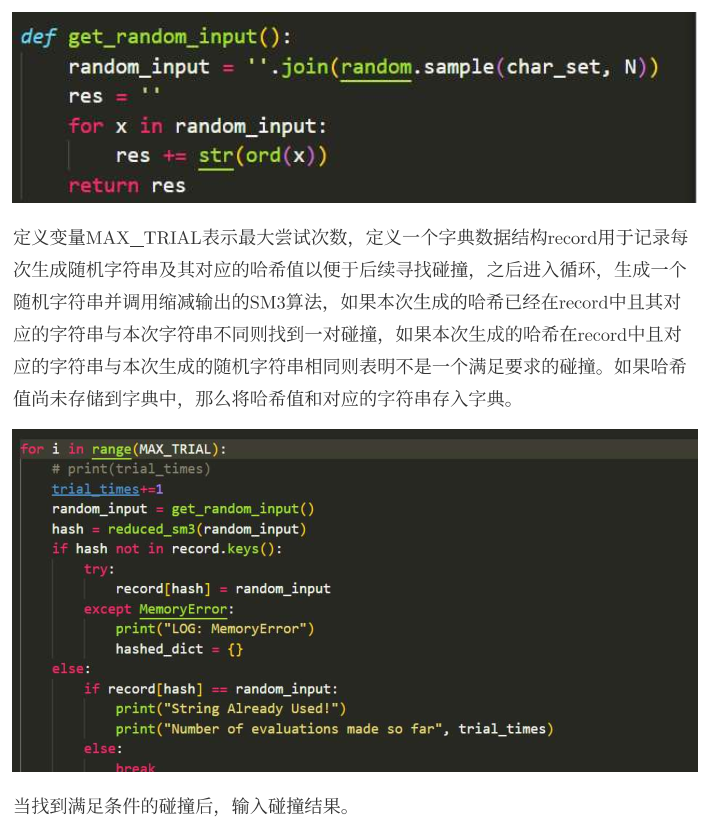 def get_random_input():
    random_input = ''.join(random.sample(char_set, N))
    res = ''
    for x in random_input:
        res += str(ord(x))
    return res
定义变量MAX_TRIAL表示最大尝试次数，定义一个字典数据结构record用于记录每
次生成随机字符串及其对应的哈希值以便于后续寻找碰撞，之后进入循环，生成一个
随机字符串并调用缩减输出的SM3算法，如果本次生成的哈希已经在record中且其对
应的字符串与本次字符串不同则找到一对碰撞，如果本次生成的哈希在record中且对
应的字符串与本次生成的随机字符串相同则表明不是一个满足要求的碰撞。如果哈希
值尚未存储到字典中，那么将哈希值和对应的字符串存入字典。
for i in range(MAX_TRIAL):
    # print(trial_times)
    trial_times+=1
    random_input = get_random_input()
    hash = reduced_sm3(random_input)
    if hash not in record.keys():
        try:
            record[hash] = random_input
        except MemoryError:
            print("LOG: MemoryError")
            hashed_dict = {}
    else:
        if record[hash] == random_input:
            print("String Already Used!")
            print("Number of evaluations made so far", trial_times)
        else:
            break
当找到满足条件的碰撞后，输入碰撞结果。